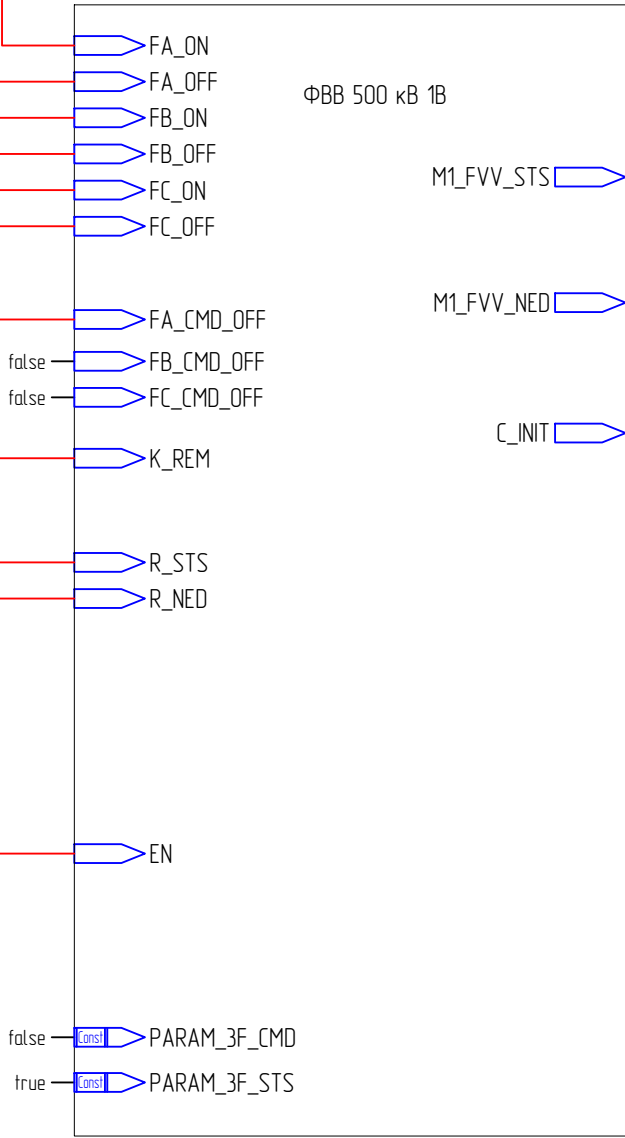 FA_ON
FA_OFF
ФВВ 500 кВ 1В
FB_ON
FB_OFF
M1_FVV_STS
FC_ON
FC_OFF
M1_FVV_NED
FA_CMD_OFF
false FB_CMD_OFF
false FC_CMD_OFF
C_INIT
K_REM
R_STS
R_NED
EN
false Const PARAM_3F_CMD
true Const PARAM_3F_STS